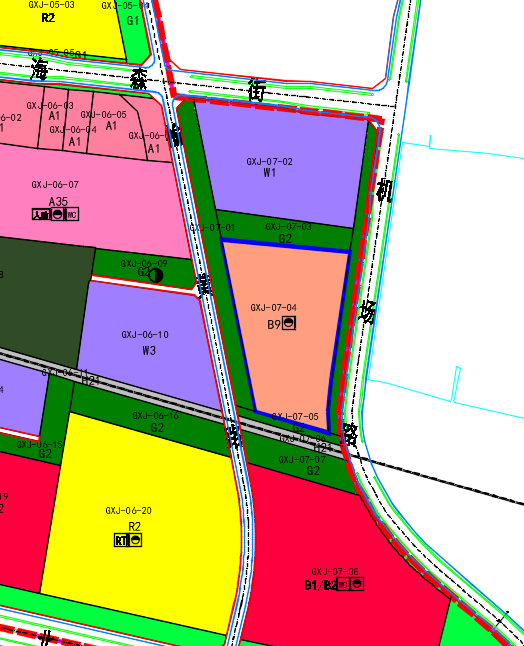 GXJ-05-03
R2
G1
海
森
街
GXJ-06-03
A1
GXJ-06-05
A1
GXJ-06-04
A1
A1
GXJ-07-02
W1
机
GXJ-06-07
A35
WC
GXJ-07-01
GXJ-07-03
G2
GXJ-06-09
G2
GXJ-07-04
B9
场
GXJ-06-10
W3
GXJ-06-11
H21
GXJ-06-16
G2
GXJ-07-05
G2
路
GXJ-06-15
G2
GXJ-07-07
G2
GXJ-06-20
R2
GXJ-07-08
B1/B2
WC